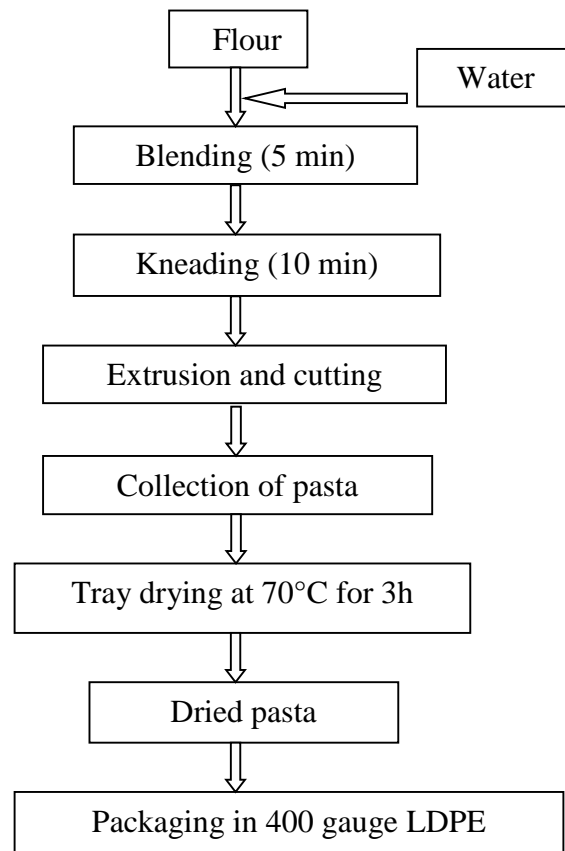 Flour
Water
Blending (5 min)
Kneading (10 min)
Extrusion and cutting
Collection of pasta
Tray drying at 70°C for 3h
Dried pasta
Packaging in 400 gauge LDPE